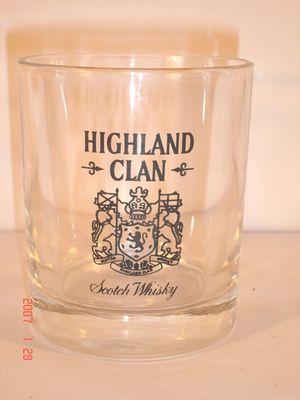 HIGHLAND
CLAN
Scotch Whisky
2007 1 28